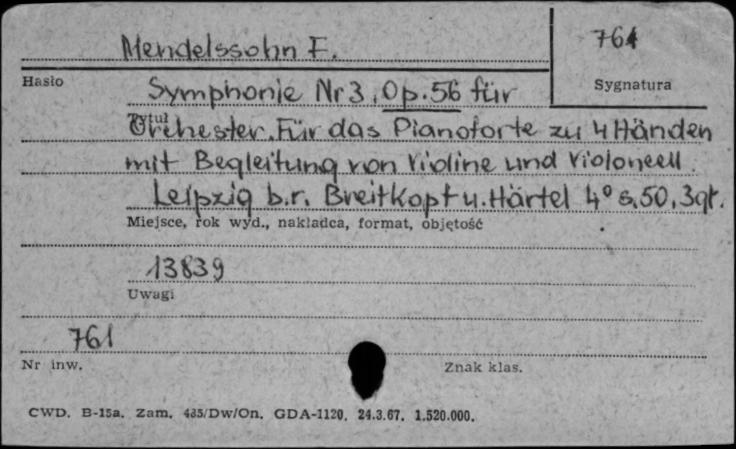 Mendelssohn F.
761
Hasło
Sygnatura
Symphonie Nr 3, Op. 56 für
Tytuł
Orchester. Für das Pianoforte zu 4 Händen
mit Begleitung von Violine und Violoncell.
Leipzig b.r. Breitkopf u. Härtel 4° s. 50, 3 gł.
Miejsce, rok wyd., nakładca, format, objętość
13839
Uwagi
761
Nr inw.
Znak klas.
CWD. B-15a. Zam. 485/Dw/On. GDA-1120. 24.3.67. 1.520.000.